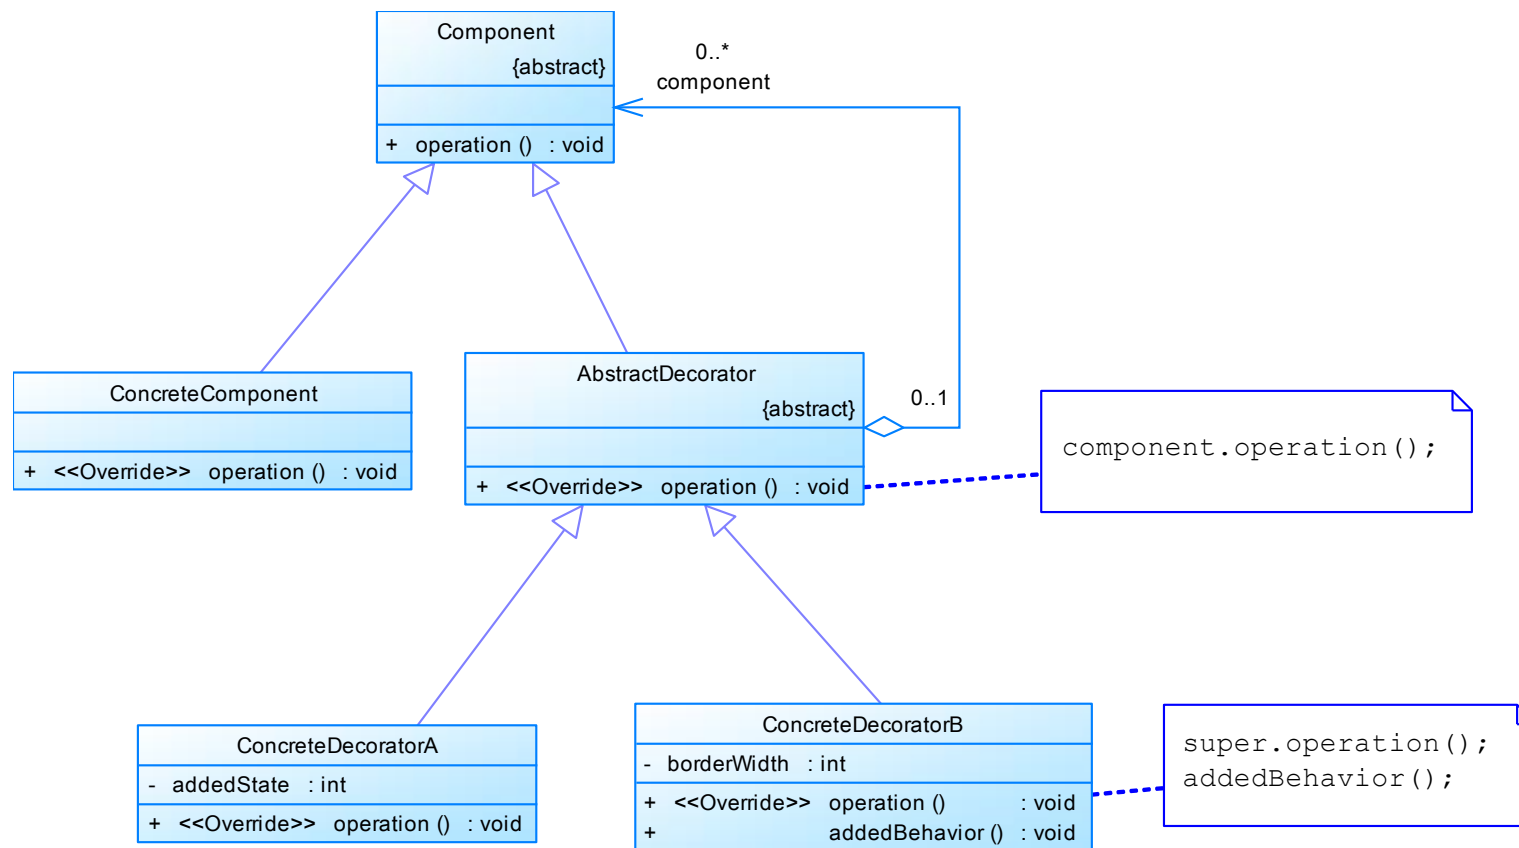 Component
{abstract}
+ operation () : void
0..*
component
ConcreteComponent
+ <<Override>> operation () : void
AbstractDecorator
{abstract}
+ <<Override>> operation () : void
0..1
component.operation();
ConcreteDecoratorA
- addedState : int
+ <<Override>> operation () : void
ConcreteDecoratorB
- borderWidth : int
+ <<Override>> operation () : void
+ addedBehavior () : void
super.operation();
addedBehavior();